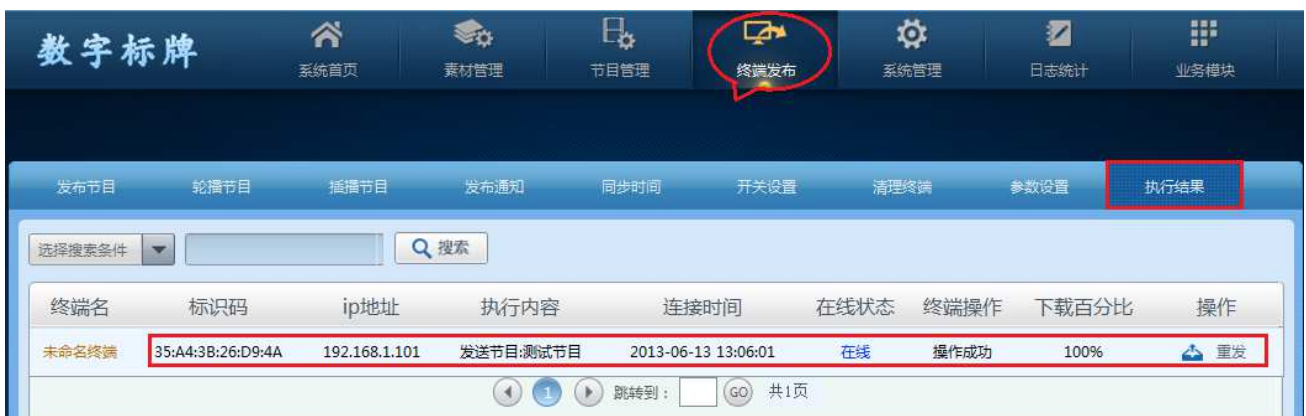 数字标牌
系统首页 素材管理 节目管理 终端发布 系统管理 日志统计 业务模块
发布节目 轮播节目 插播节目 发布通知 同步时间 开关设置 清理终端 参数设置 执行结果
选择搜索条件 搜索
终端名 标识码 ip地址 执行内容 连接时间 在线状态 终端操作 下载百分比 操作
未命名终端 35:A4:3B:26:D9:4A 192.168.1.101 发送节目:测试节目 2013-06-13 13:06:01 在线 操作成功 100% 重发
1 跳转到： GO 共1页